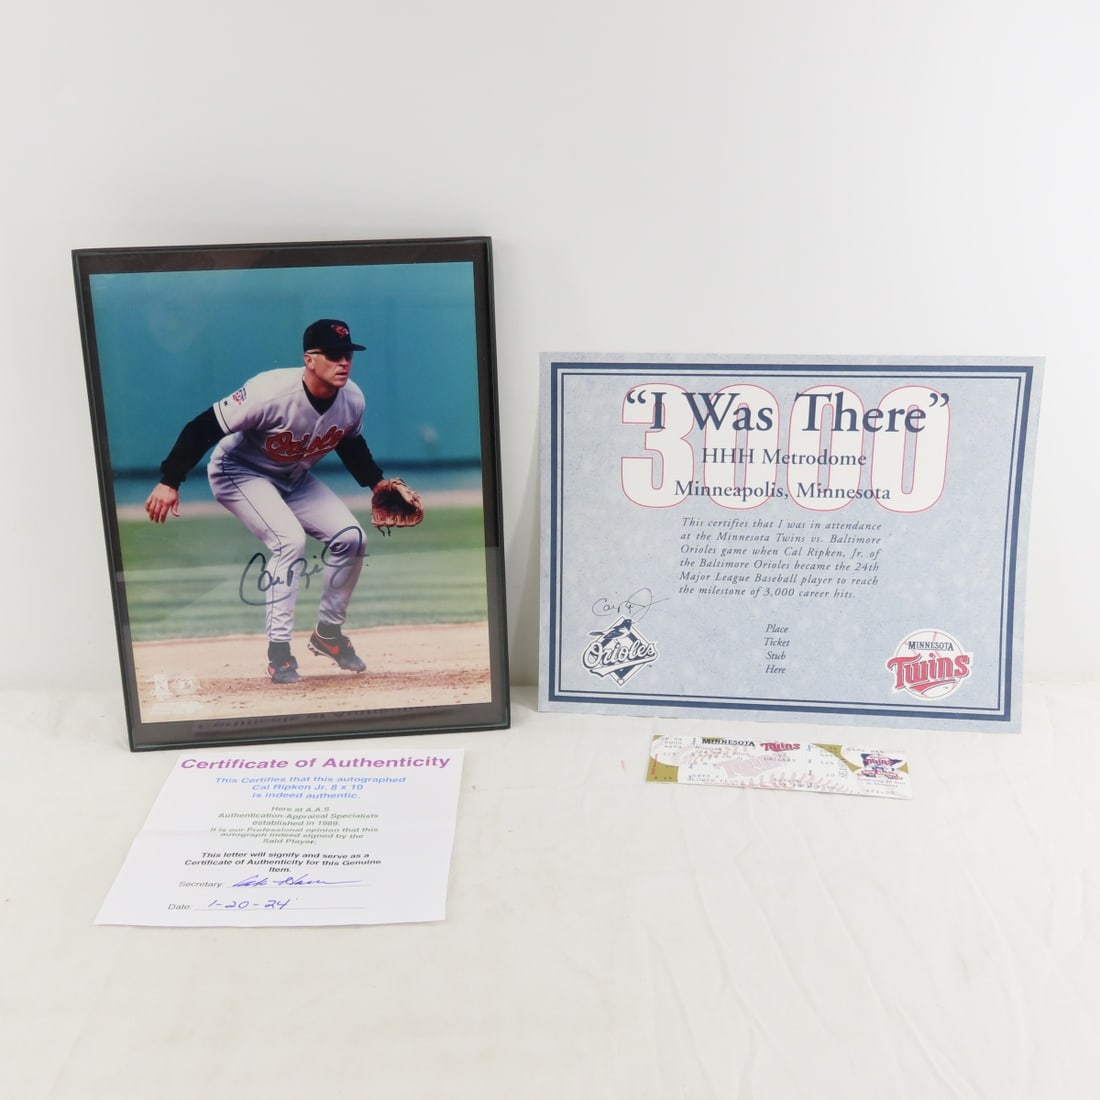 Orioles
Cal Ripken Jr.
Certificate of Authenticity
This Certifies that this autographed
Cal Ripken Jr. 8 x 10
is indeed authentic.
Here at A.A.S
Authentication-Appraisal Specialists
established in 1989.
It is our Professional opinion that this
autograph indeed signed by the
Said Player.
This letter will signify and serve as a
Certificate of Authenticity for this Genuine
Item.
Secretary:
Date: 1-20-24
3000
“I Was There”
HHH Metrodome
Minneapolis, Minnesota
This certifies that I was in attendance
at the Minnesota Twins vs. Baltimore
Orioles game when Cal Ripken, Jr. of
the Baltimore Orioles became the 24th
Major League Baseball player to reach
the milestone of 3,000 career hits.
Place
Ticket
Stub
Here
Orioles
MINNESOTA
Twins
MINNESOTA Twins
$21.00